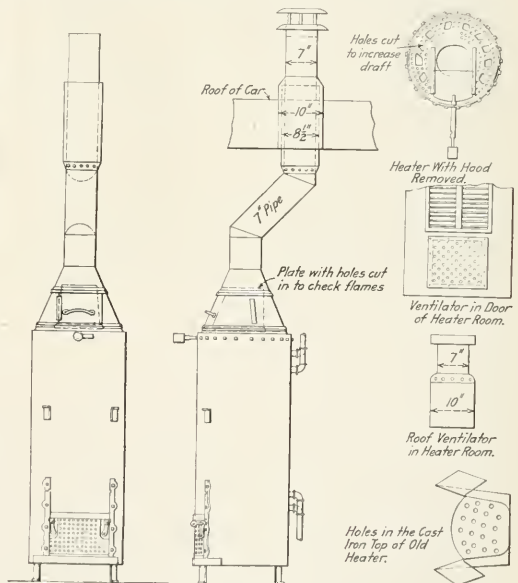 7"
Roof of Car
10"
8 1/2"
7" Pipe
Plate with holes cut
in to check flames
Holes cut
to increase
draft
Heater With Hood
Removed.
Ventilator in Door
of Heater Room.
7"
10"
Roof Ventilator
in Heater Room.
Holes in the Cast
Iron Top of Old
Heater.